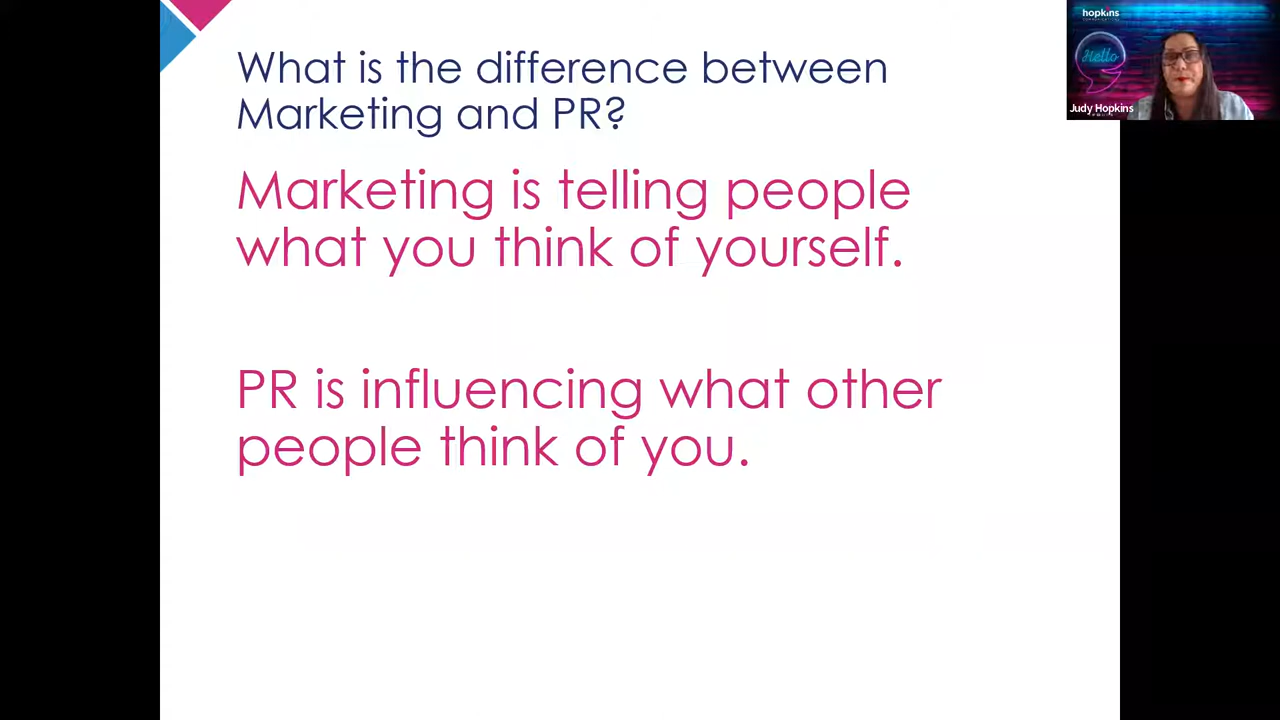 What is the difference between
Marketing and PR?
Marketing is telling people
what you think of yourself.
PR is influencing what other
people think of you.
hopkins
Hello
Judy Hopkins